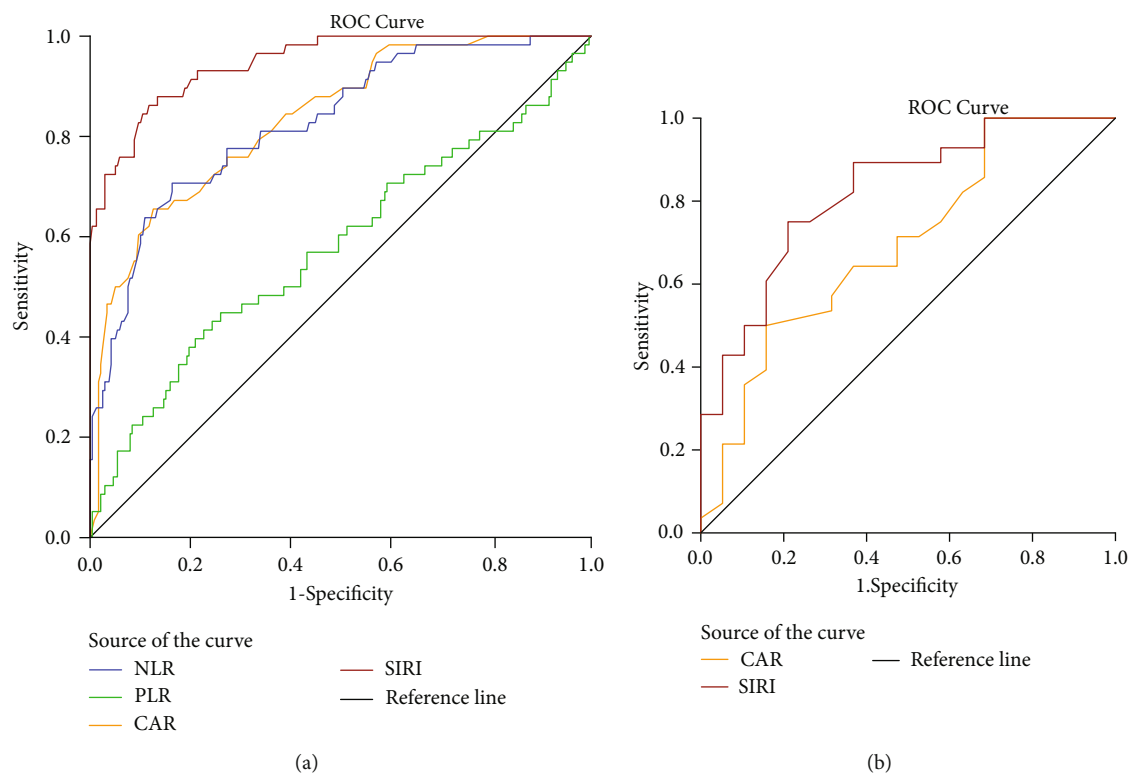 ROC Curve
1.0
0.8
0.6
0.4
0.2
0.0
Sensitivity
0.0 0.2 0.4 0.6 0.8 1.0
1-Specificity
Source of the curve
NLR
PLR
CAR
SIRI
Reference line
(a)
ROC Curve
1.0
0.8
0.6
0.4
0.2
0.0
Sensitivity
0.0 0.2 0.4 0.6 0.8 1.0
1.Specificity
Source of the curve
CAR
SIRI
Reference line
(b)